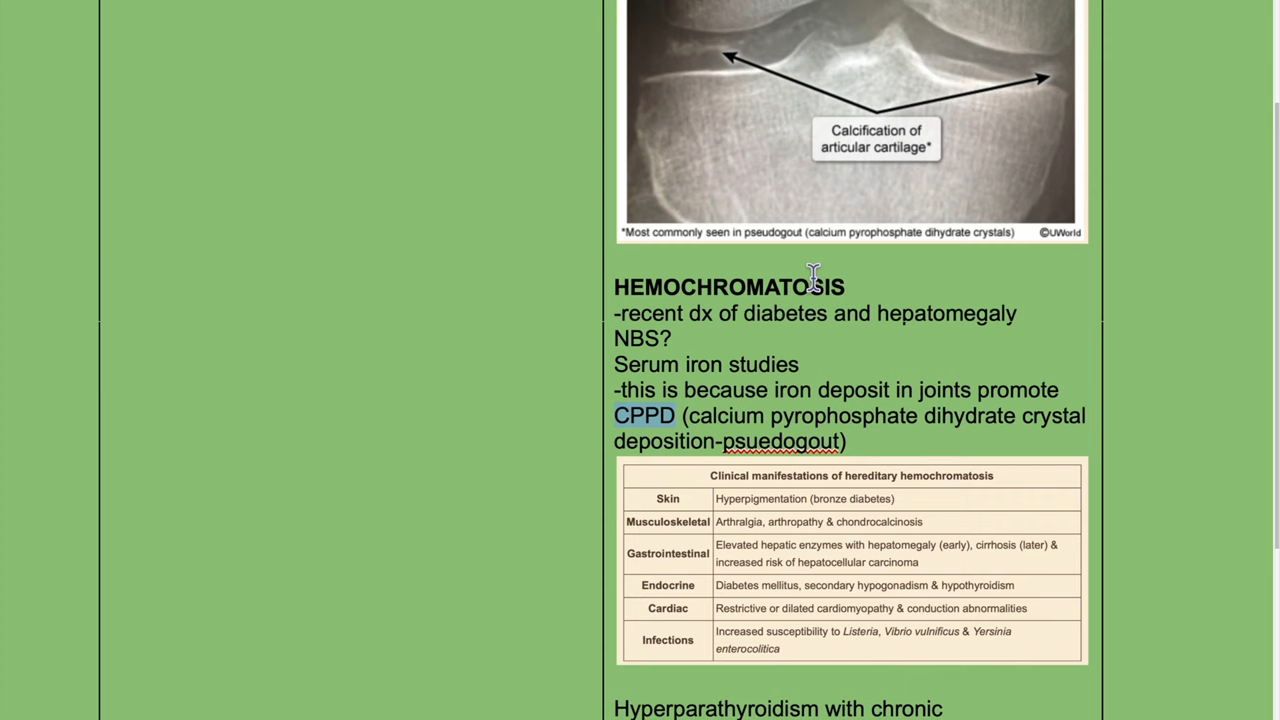 Calcification of
articular cartilage*
*Most commonly seen in pseudogout (calcium pyrophosphate dihydrate crystals) ©UWorld
HEMOCHROMATOSIS
-recent dx of diabetes and hepatomegaly
NBS?
Serum iron studies
-this is because iron deposit in joints promote
CPPD (calcium pyrophosphate dihydrate crystal
deposition-psuedogout)
Clinical manifestations of hereditary hemochromatosis
Skin Hyperpigmentation (bronze diabetes)
Musculoskeletal Arthralgia, arthropathy & chondrocalcinosis
Gastrointestinal Elevated hepatic enzymes with hepatomegaly (early), cirrhosis (later) &
increased risk of hepatocellular carcinoma
Endocrine Diabetes mellitus, secondary hypogonadism & hypothyroidism
Cardiac Restrictive or dilated cardiomyopathy & conduction abnormalities
Infections Increased susceptibility to Listeria, Vibrio vulnificus & Yersinia
enterocolitica
Hyperparathyroidism with chronic